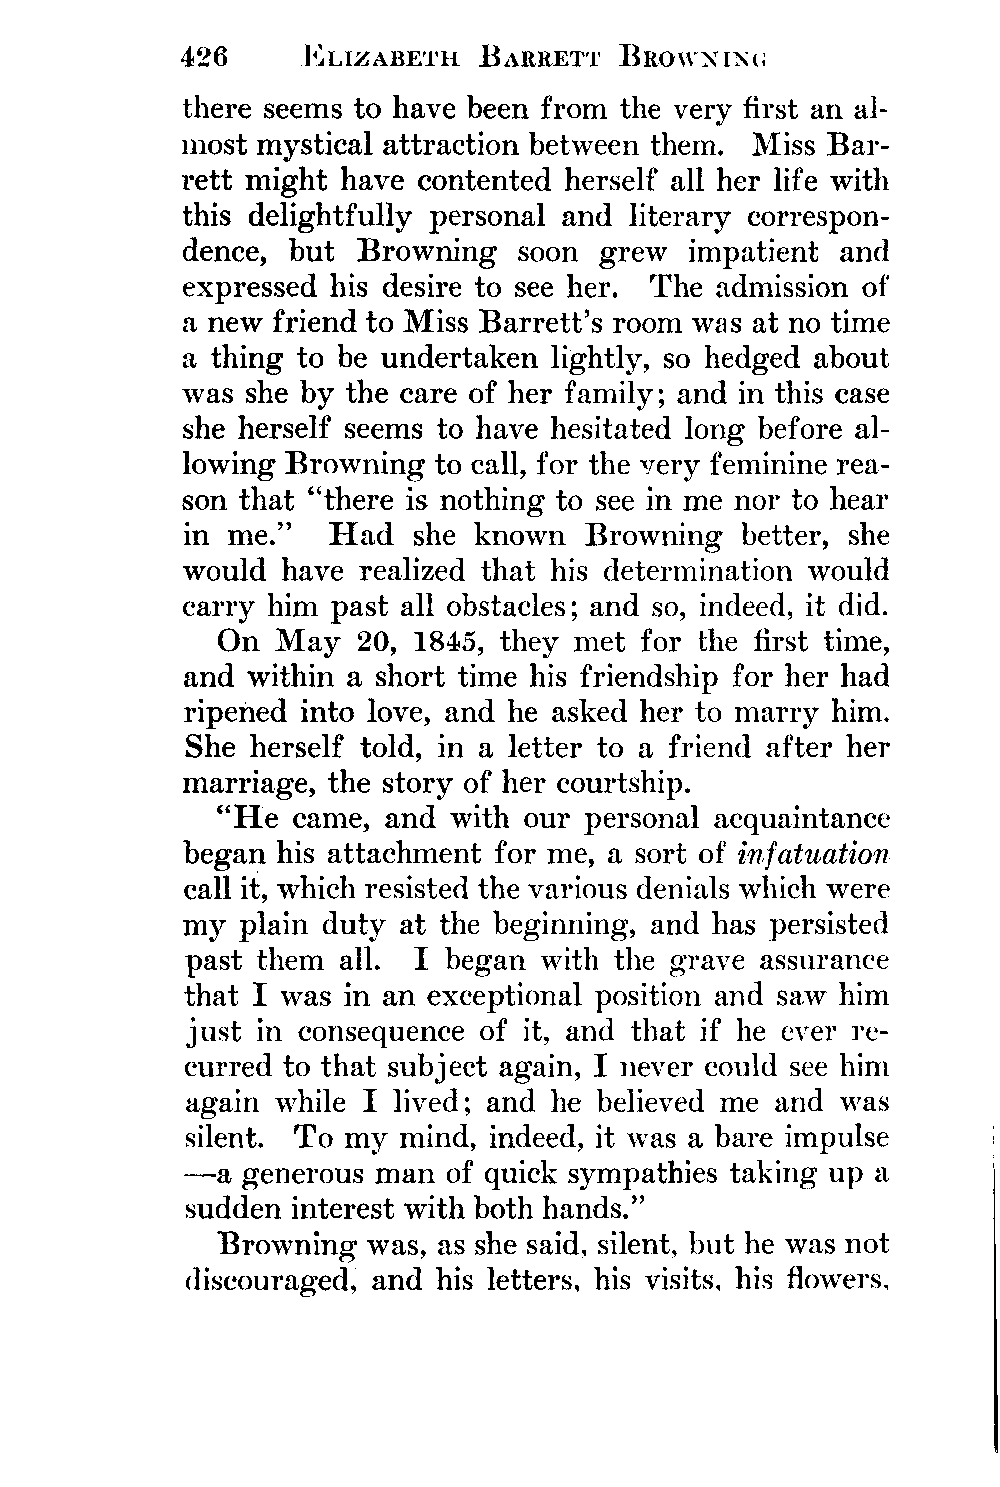 426 ELIZABETH BARRETT BROWNING
there seems to have been from the very first an al-
most mystical attraction between them. Miss Bar-
rett might have contented herself all her life with
this delightfully personal and literary correspon-
dence, but Browning soon grew impatient and
expressed his desire to see her. The admission of
a new friend to Miss Barrett's room was at no time
a thing to be undertaken lightly, so hedged about
was she by the care of her family; and in this case
she herself seems to have hesitated long before al-
lowing Browning to call, for the very feminine rea-
son that “there is nothing to see in me nor to hear
in me.” Had she known Browning better, she
would have realized that his determination would
carry him past all obstacles; and so, indeed, it did.
On May 20, 1845, they met for the first time,
and within a short time his friendship for her had
ripened into love, and he asked her to marry him.
She herself told, in a letter to a friend after her
marriage, the story of her courtship.
“He came, and with our personal acquaintance
began his attachment for me, a sort of infatuation
call it, which resisted the various denials which were
my plain duty at the beginning, and has persisted
past them all. I began with the grave assurance
that I was in an exceptional position and saw him
just in consequence of it, and that if he ever re-
curred to that subject again, I never could see him
again while I lived; and he believed me and was
silent. To my mind, indeed, it was a bare impulse
—a generous man of quick sympathies taking up a
sudden interest with both hands.”
Browning was, as she said, silent, but he was not
discouraged, and his letters, his visits, his flowers,